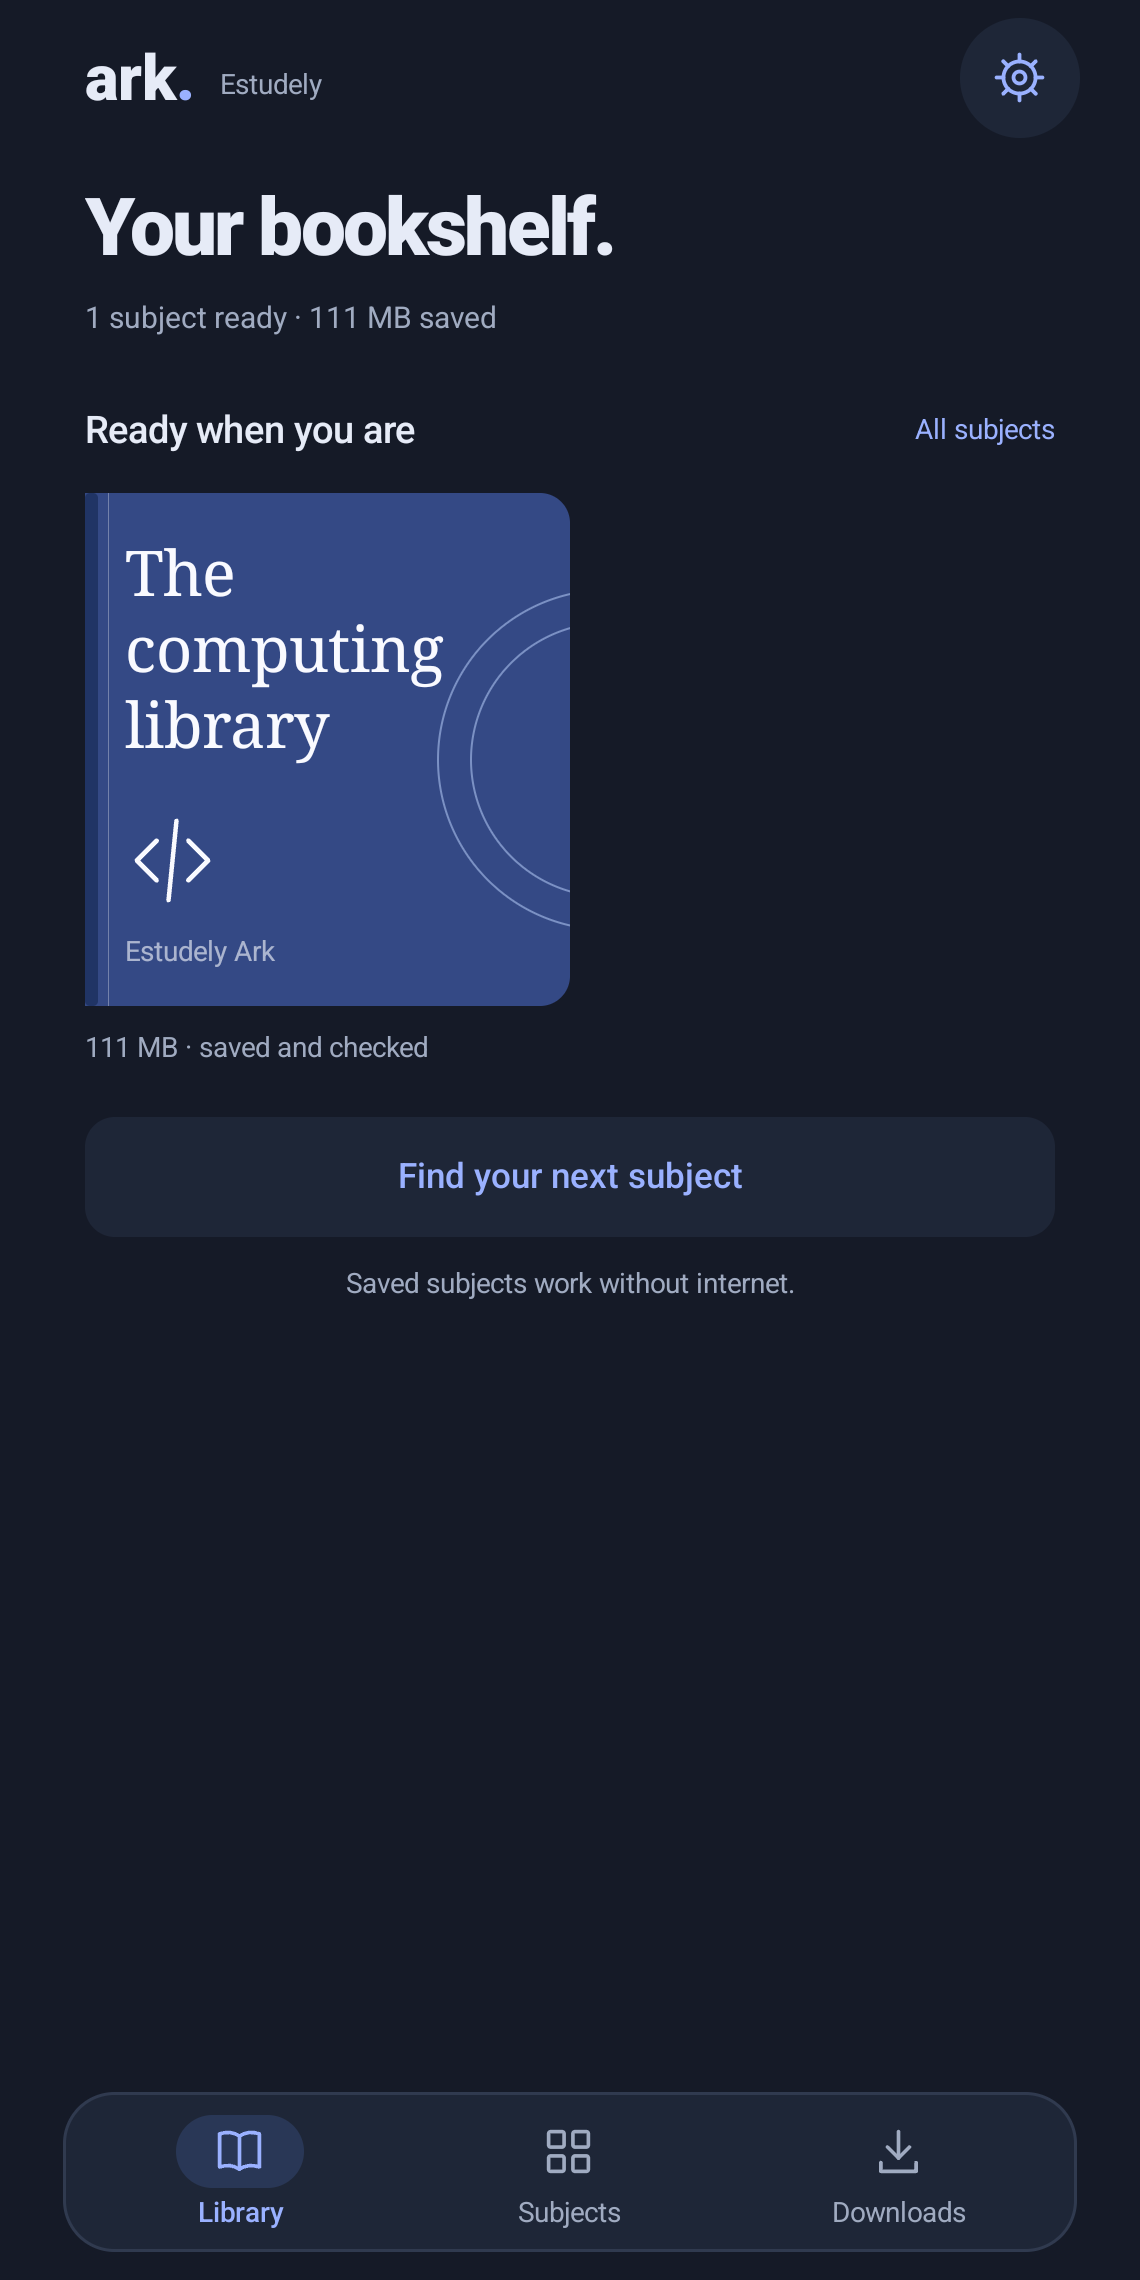 ark. Estudely
Your bookshelf.
1 subject ready · 111 MB saved
Ready when you are
All subjects
The
computing
library
Estudely Ark
111 MB · saved and checked
Find your next subject
Saved subjects work without internet.
Library
Subjects
Downloads